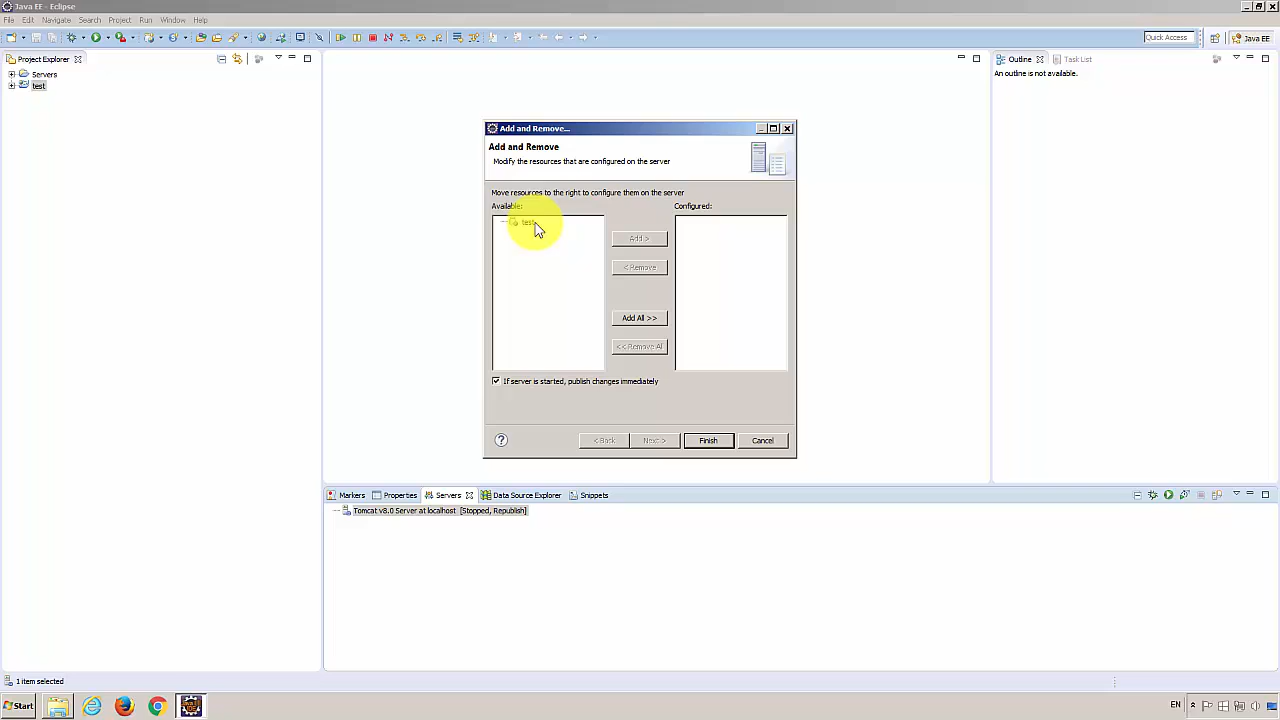 Java EE - Eclipse
File Edit Navigate Search Project Run Window Help
Quick Access
Java EE
Project Explorer
Servers
test
Outline
Task List
An outline is not available.
Add and Remove...
Add and Remove
Modify the resources that are configured on the server
Move resources to the right to configure them on the server
Available:
Configured:
test
Add >
< Remove
Add All >>
<< Remove All
If server is started, publish changes immediately
?
< Back
Next >
Finish
Cancel
Markers
Properties
Servers
Data Source Explorer
Snippets
Tomcat v8.0 Server at localhost [Stopped, Republish]
1 item selected
Start
EN